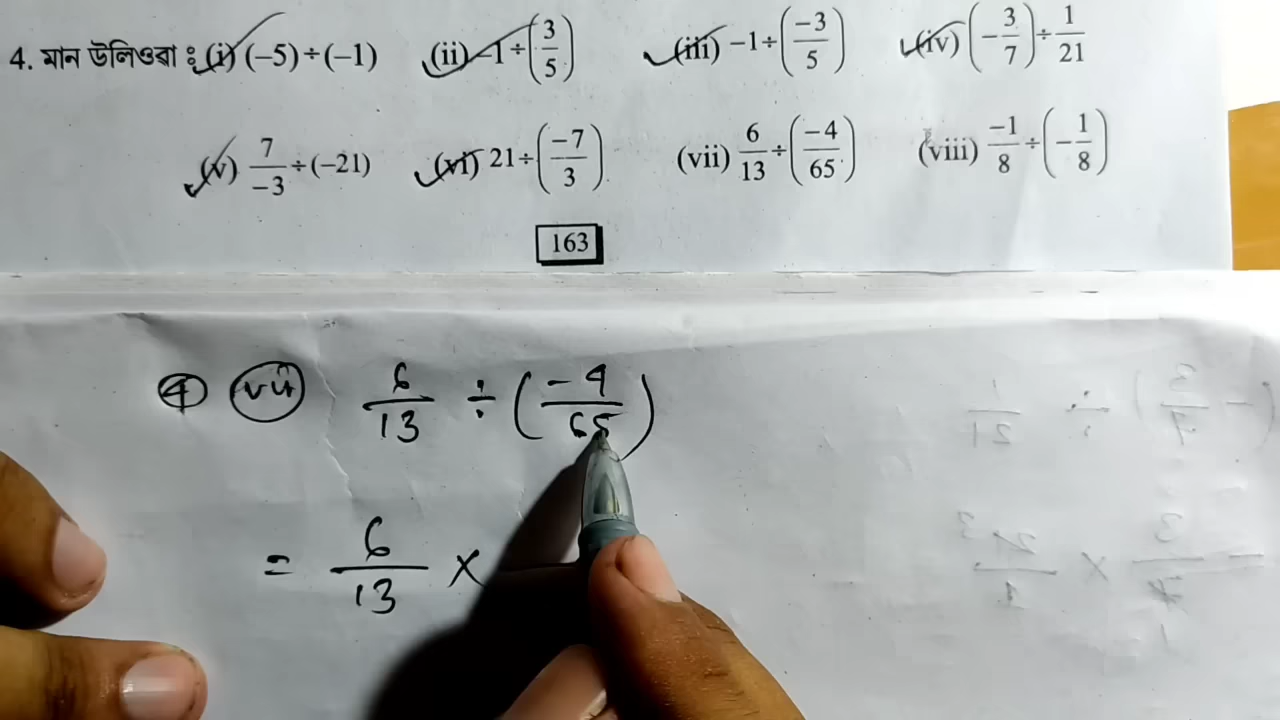 4. মান উলিওৱা ঃ (i) (−5) ÷ (−1) (ii) −1 ÷ (3/5) (iii) −1 ÷ (−3/5) (iv) (−3/7) ÷ 1/21
(v) 7/−3 ÷ (−21) (vi) 21 ÷ (−7/3) (vii) 6/13 ÷ (−4/65) (viii) −1/8 ÷ (−1/8)
163
4 vii 6/13 ÷ (−4/65)
= 6/13 ×